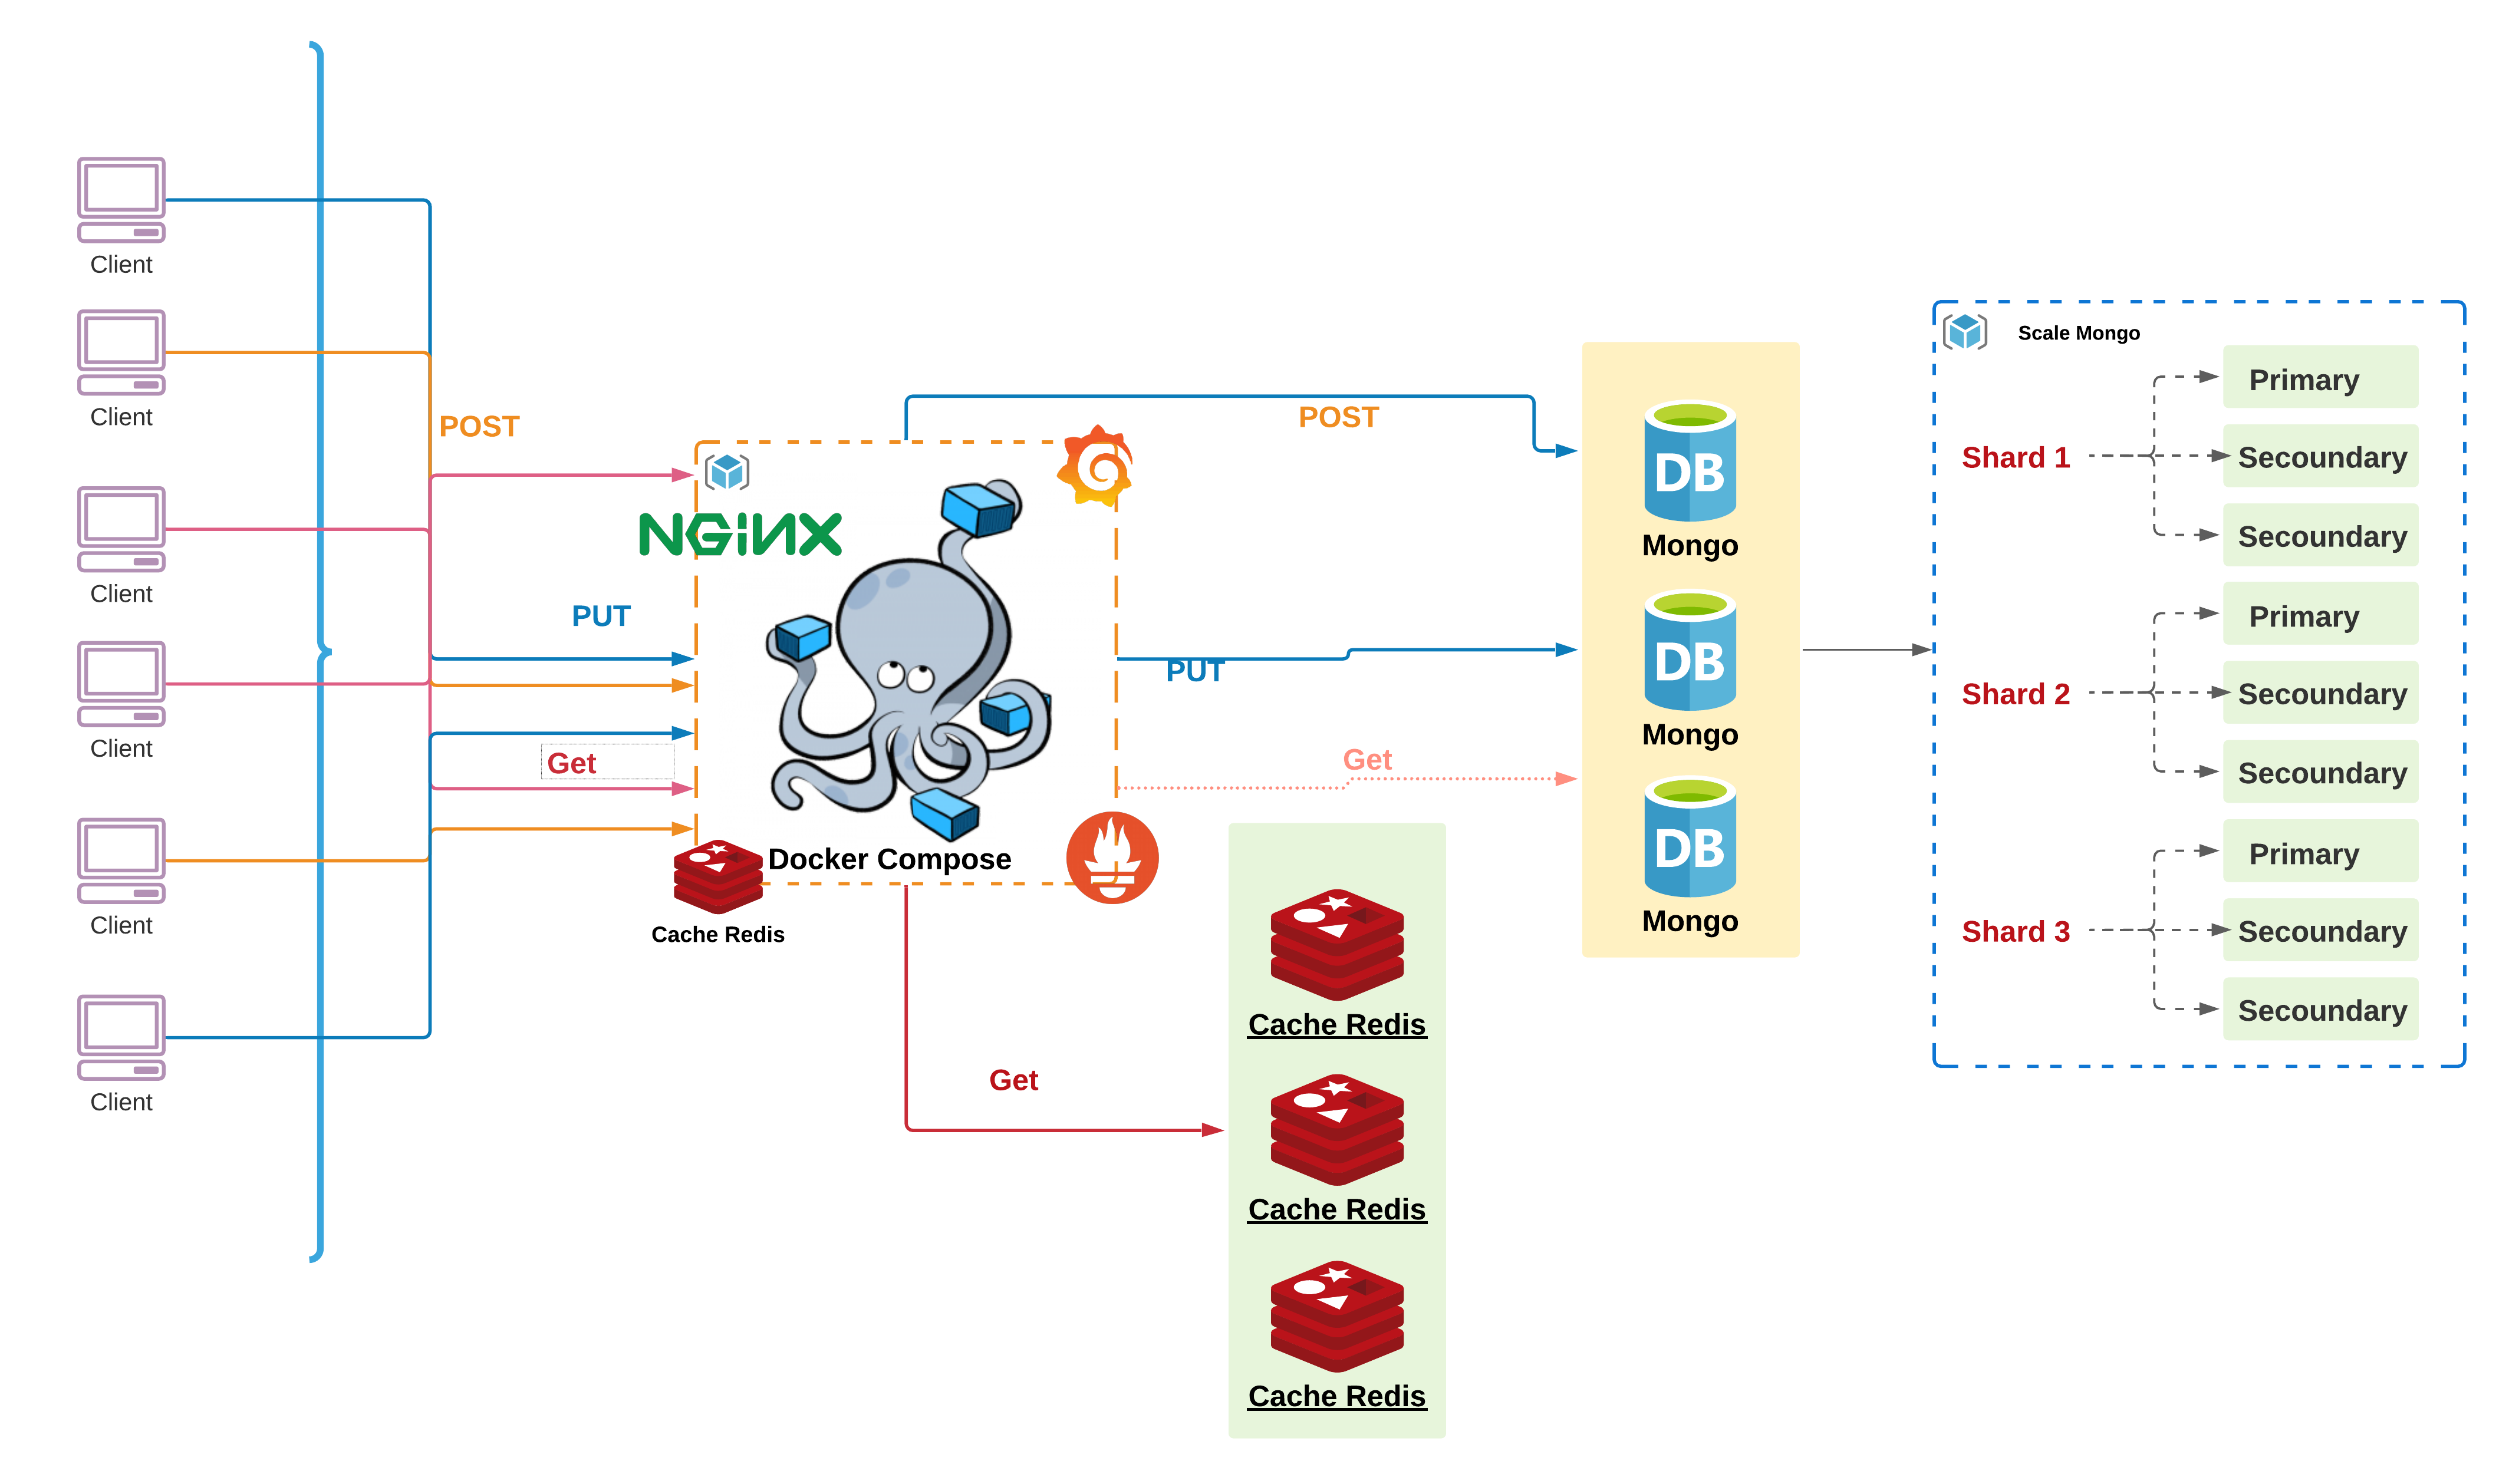 Client
Client
Client
Client
Client
Client
POST
PUT
Get
NGiNX
Docker Compose
Cache Redis
POST
PUT
Get
Get
DB
Mongo
DB
Mongo
DB
Mongo
Cache Redis
Cache Redis
Cache Redis
Scale Mongo
Shard 1
Primary
Secoundary
Secoundary
Shard 2
Primary
Secoundary
Secoundary
Shard 3
Primary
Secoundary
Secoundary